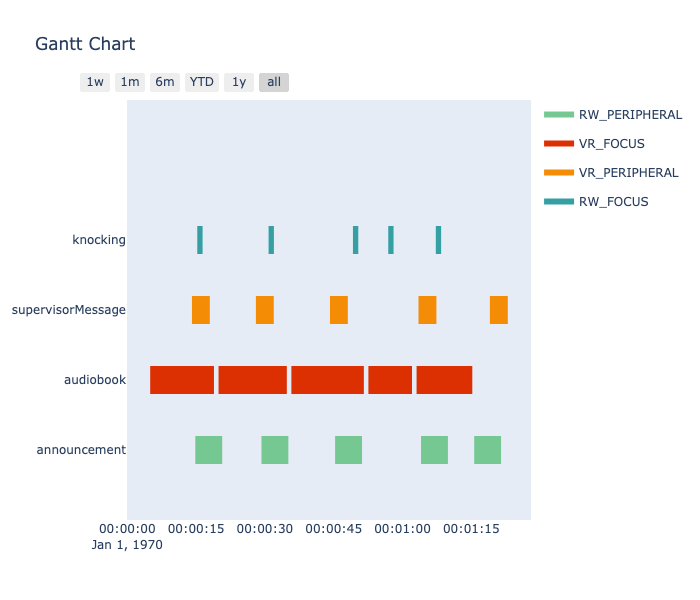 Gantt Chart
1w 1m 6m YTD 1y all
RW_PERIPHERAL
VR_FOCUS
VR_PERIPHERAL
RW_FOCUS
knocking
supervisorMessage
audiobook
announcement
00:00:00 00:00:15 00:00:30 00:00:45 00:01:00 00:01:15
Jan 1, 1970